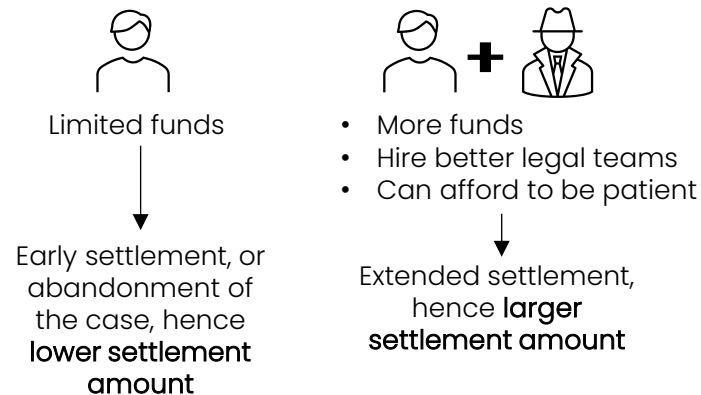 Limited funds
Early settlement, or
abandonment of
the case, hence
lower settlement
amount
• More funds
• Hire better legal teams
• Can afford to be patient
Extended settlement,
hence larger
settlement amount